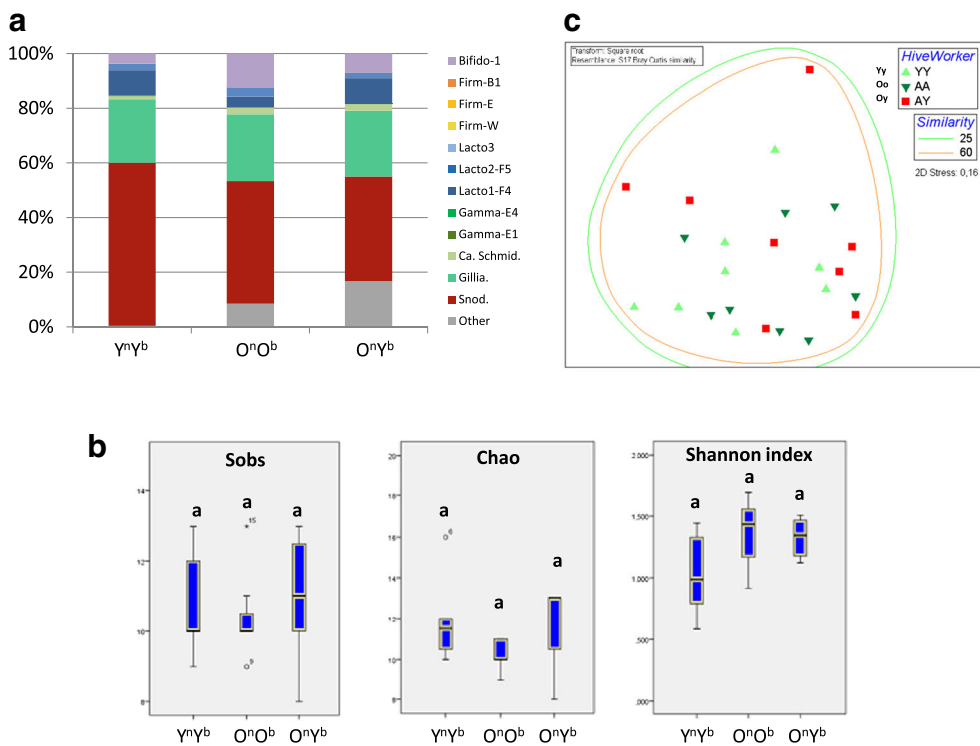 a
100%
80%
60%
40%
20%
0%
YⁿYᵇ
OⁿOᵇ
OⁿYᵇ
Bifido-1
Firm-B1
Firm-E
Firm-W
Lacto3
Lacto2-F5
Lacto1-F4
Gamma-E4
Gamma-E1
Ca. Schmid.
Gillia.
Snod.
Other
c
Transform: Square root
Resemblance: S17 Bray Curtis similarity
HiveWorker
Yy YY
Oo AA
Oy AY
Similarity
25
60
2D Stress: 0,16
b
Sobs
14
12
10
8
a
a
a
15
9
YⁿYᵇ
OⁿOᵇ
OⁿYᵇ
Chao
20
18
16
14
12
10
8
a
a
a
6
YⁿYᵇ
OⁿOᵇ
OⁿYᵇ
Shannon index
2.000
1.500
1.000
.500
.000
a
a
a
YⁿYᵇ
OⁿOᵇ
OⁿYᵇ